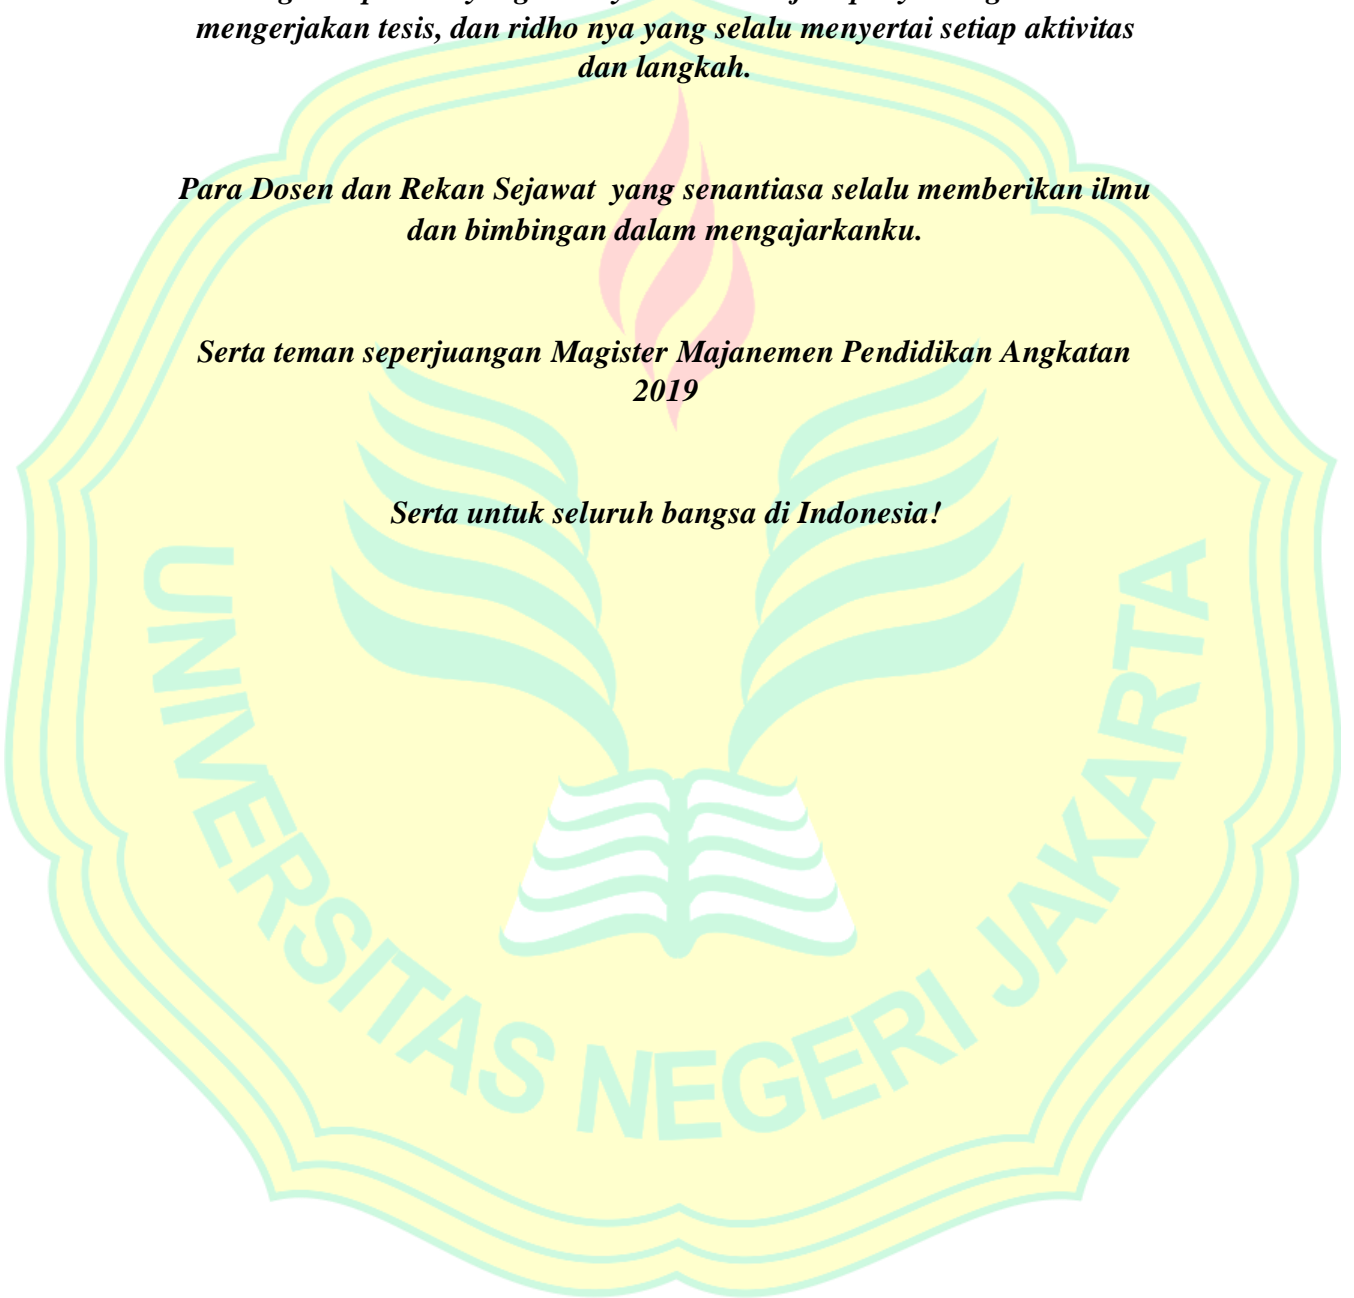 mengerjakan tesis, dan ridho nya yang selalu menyertai setiap aktivitas
dan langkah.
Para Dosen dan Rekan Sejawat yang senantiasa selalu memberikan ilmu
dan bimbingan dalam mengajarkanku.
Serta teman seperjuangan Magister Majanemen Pendidikan Angkatan
2019
Serta untuk seluruh bangsa di Indonesia!
UNIVERSITAS NEGERI JAKARTA